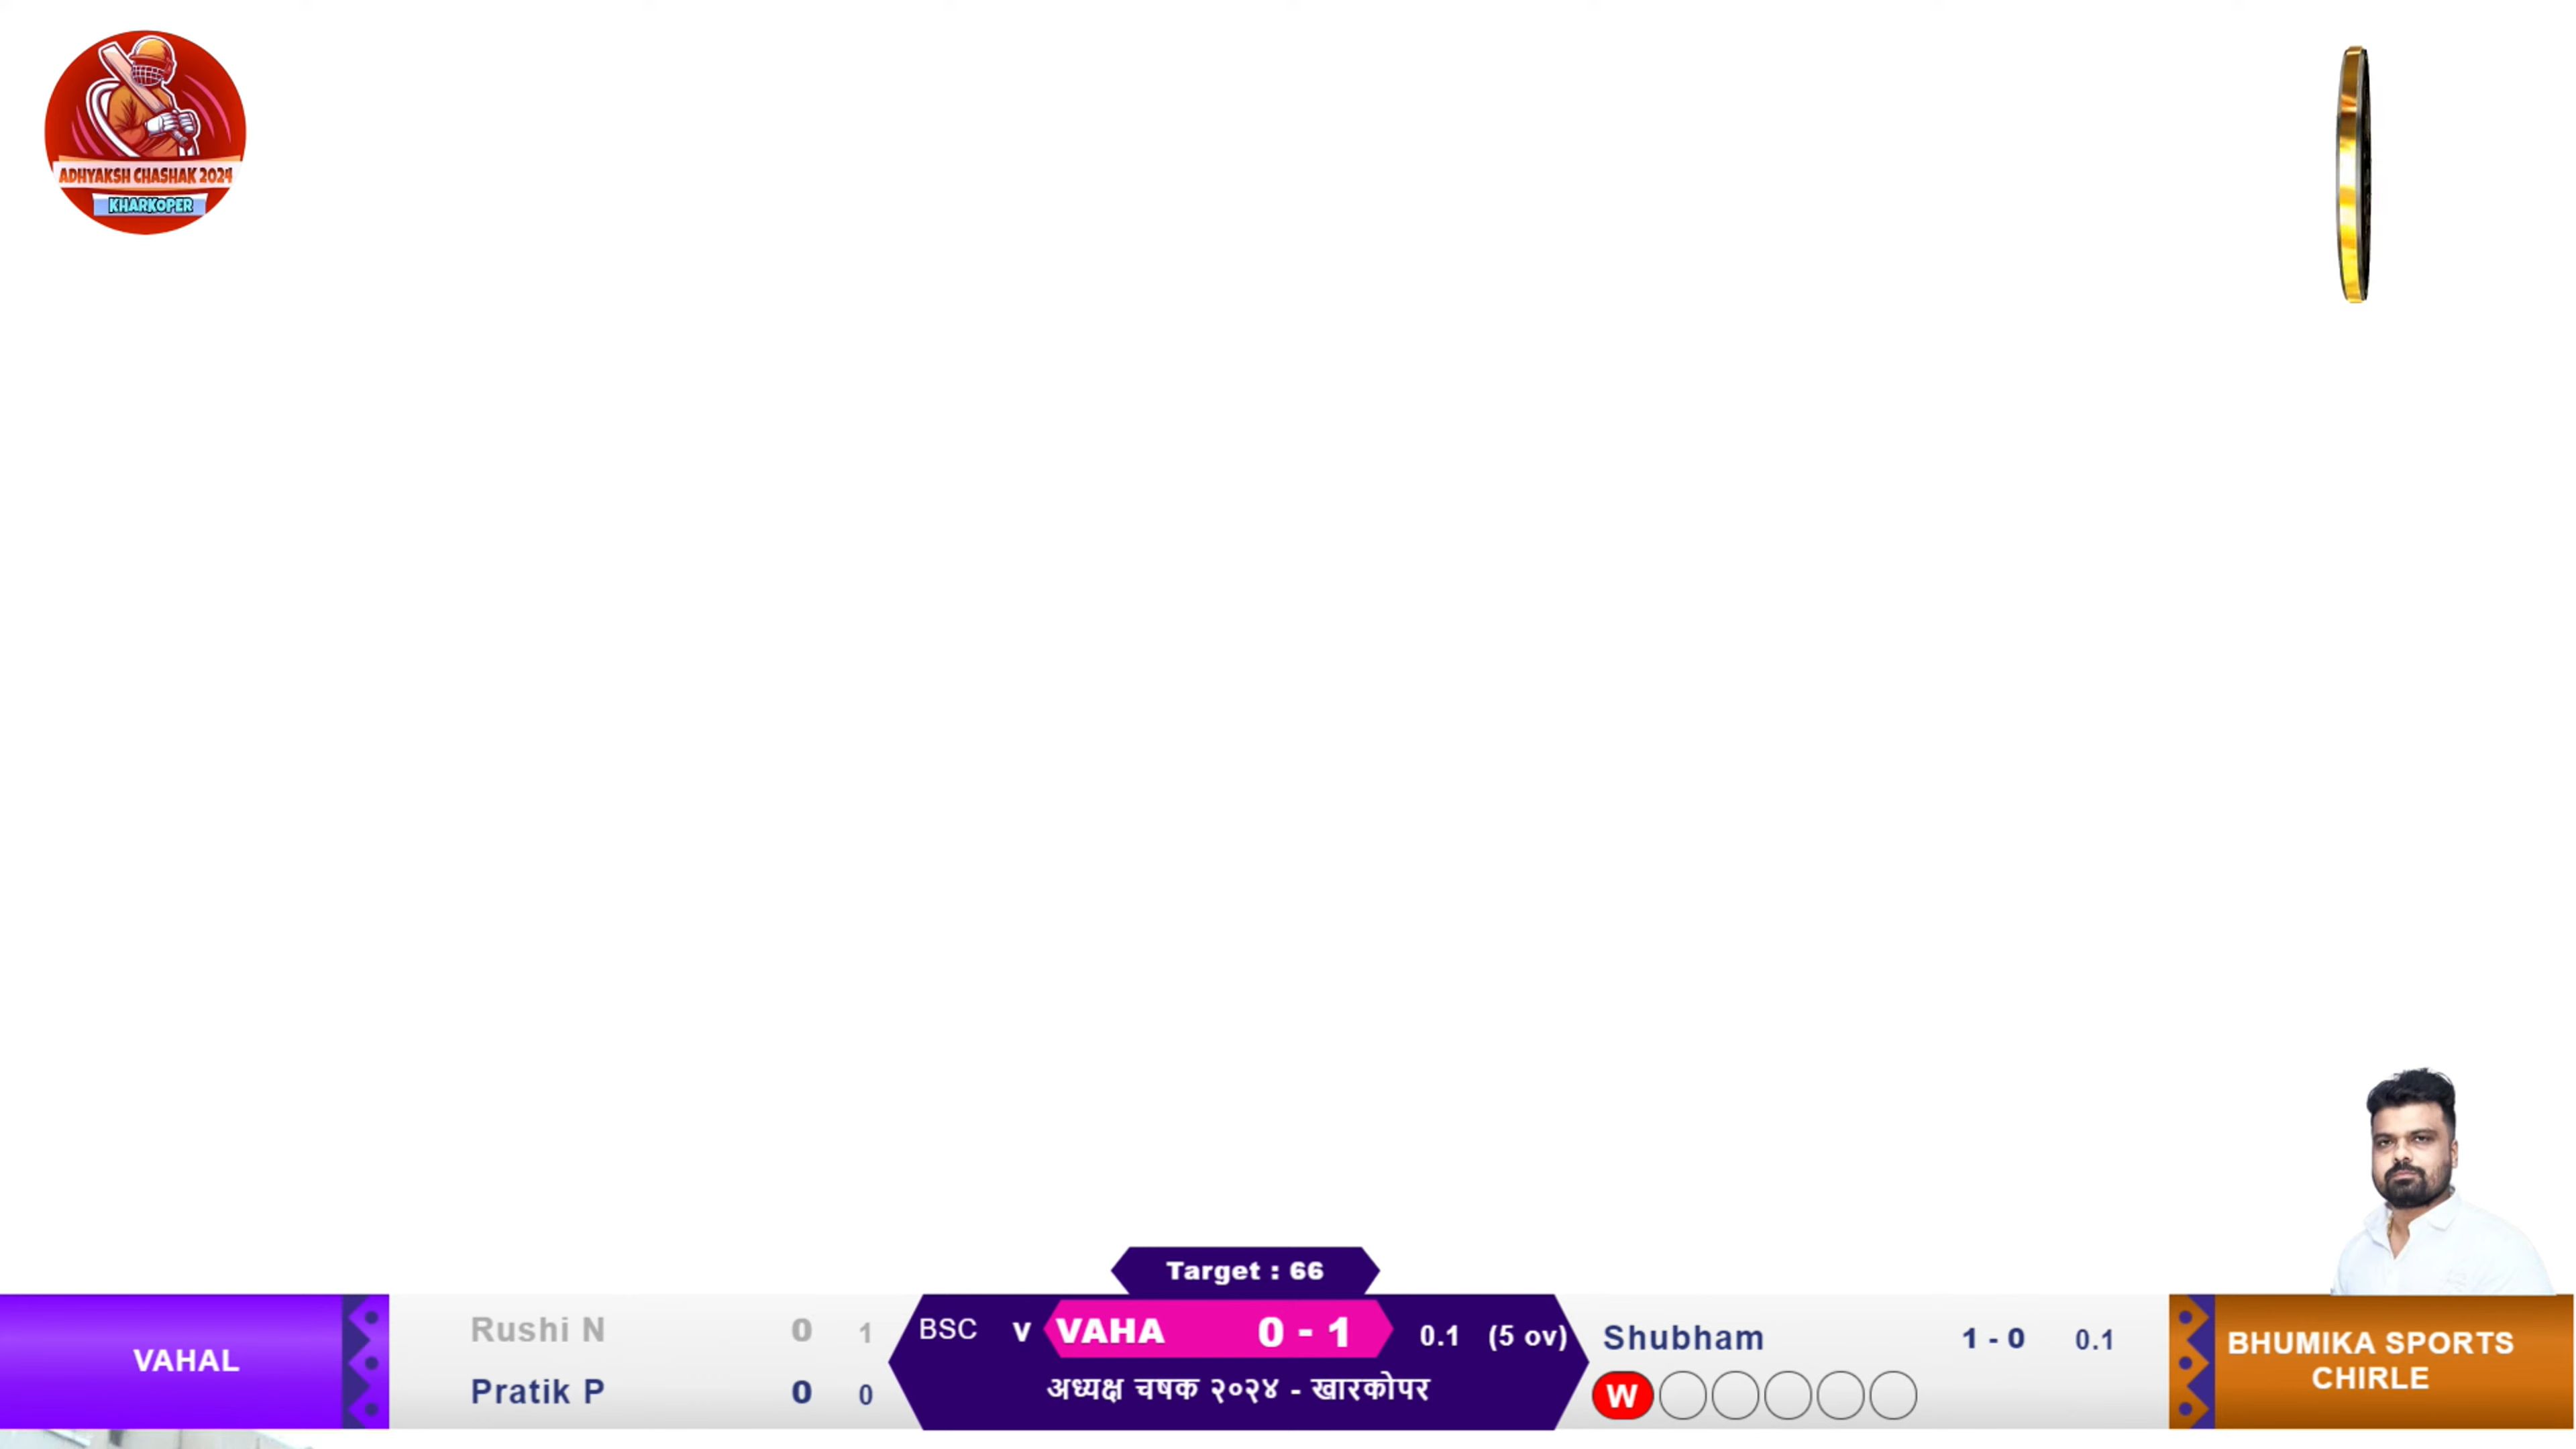 ADHYAKSH CHASHAK 2024
KHARKOPER
Target : 66
VAHAL
Rushi N 0 1
Pratik P 0 0
BSC v VAHA 0 - 1 0.1 (5 ov)
अध्यक्ष चषक २०२४ - खारकोपर
Shubham 1 - 0 0.1
W
BHUMIKA SPORTS
CHIRLE